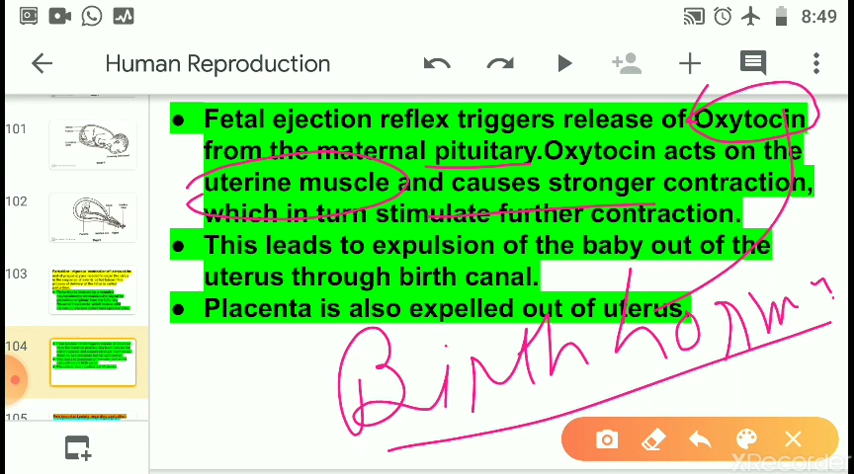 8:49
Human Reproduction
101
102
103
104
105
● Fetal ejection reflex triggers release of Oxytocin
from the maternal pituitary.Oxytocin acts on the
uterine muscle and causes stronger contraction,
which in turn stimulate further contraction.
● This leads to expulsion of the baby out of the
uterus through birth canal.
● Placenta is also expelled out of uterus.
Birth
XRecorder